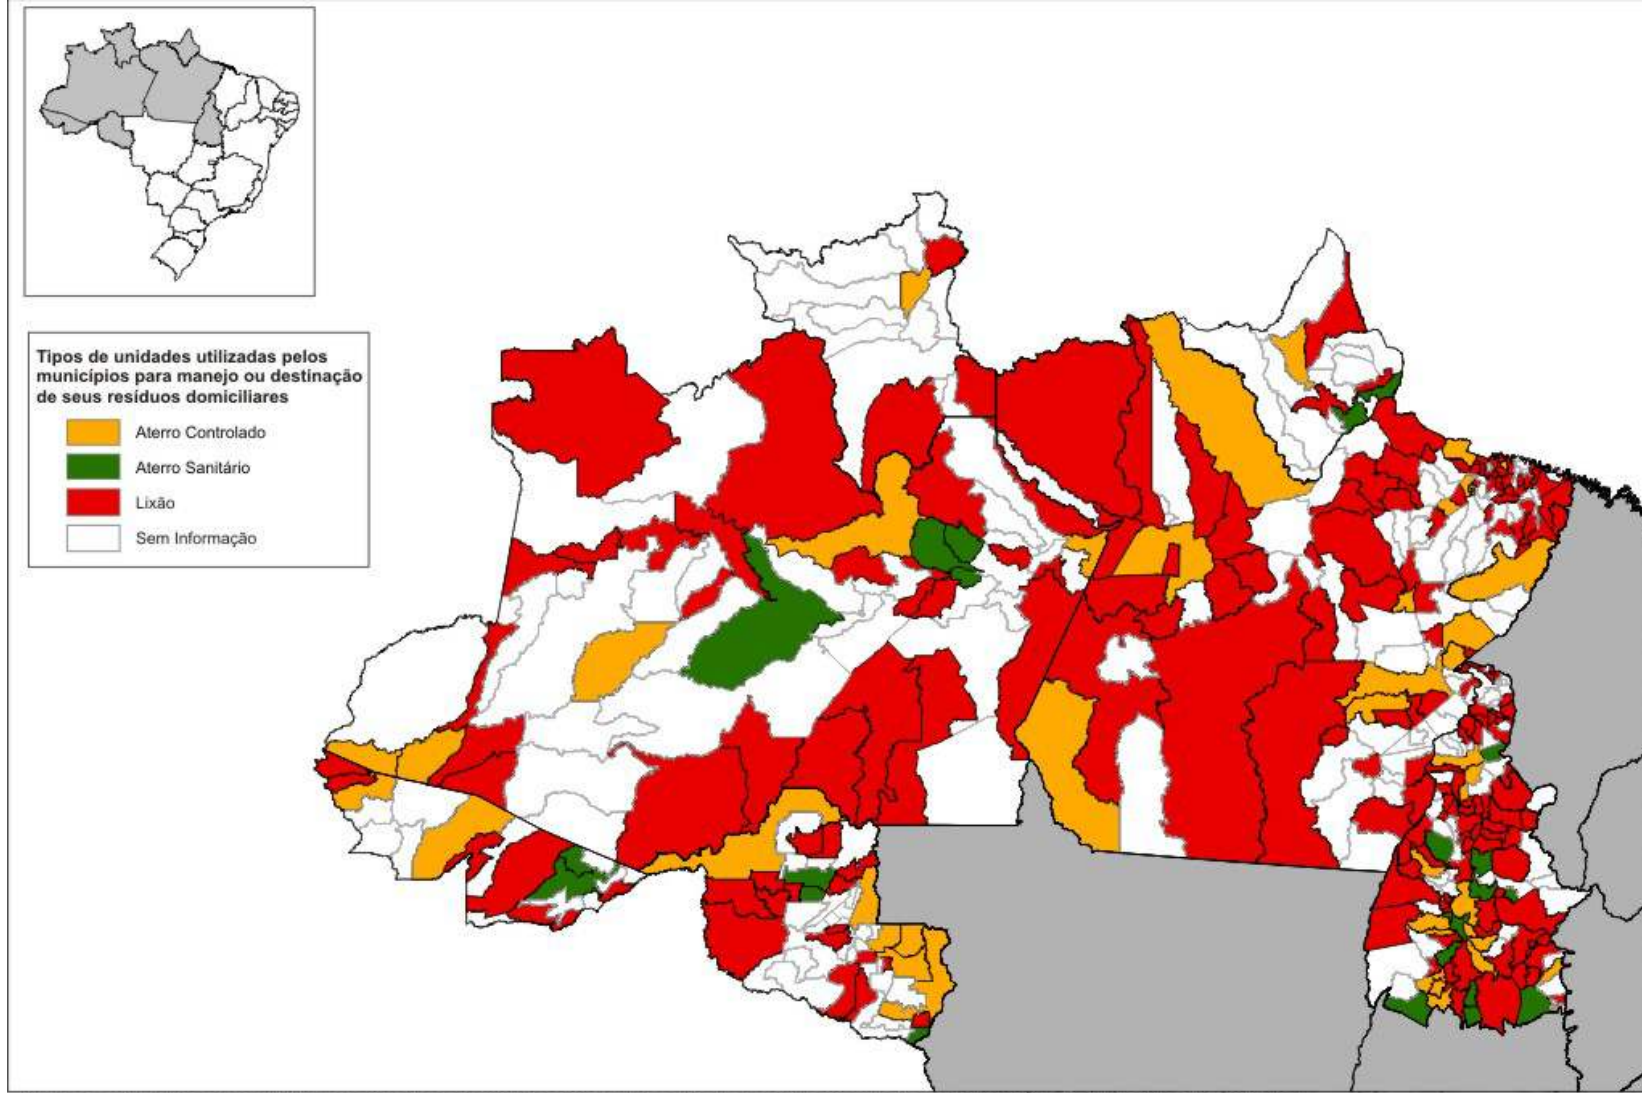 Tipos de unidades utilizadas pelos
municípios para manejo ou destinação
de seus resíduos domiciliares
Aterro Controlado
Aterro Sanitário
Lixão
Sem Informação